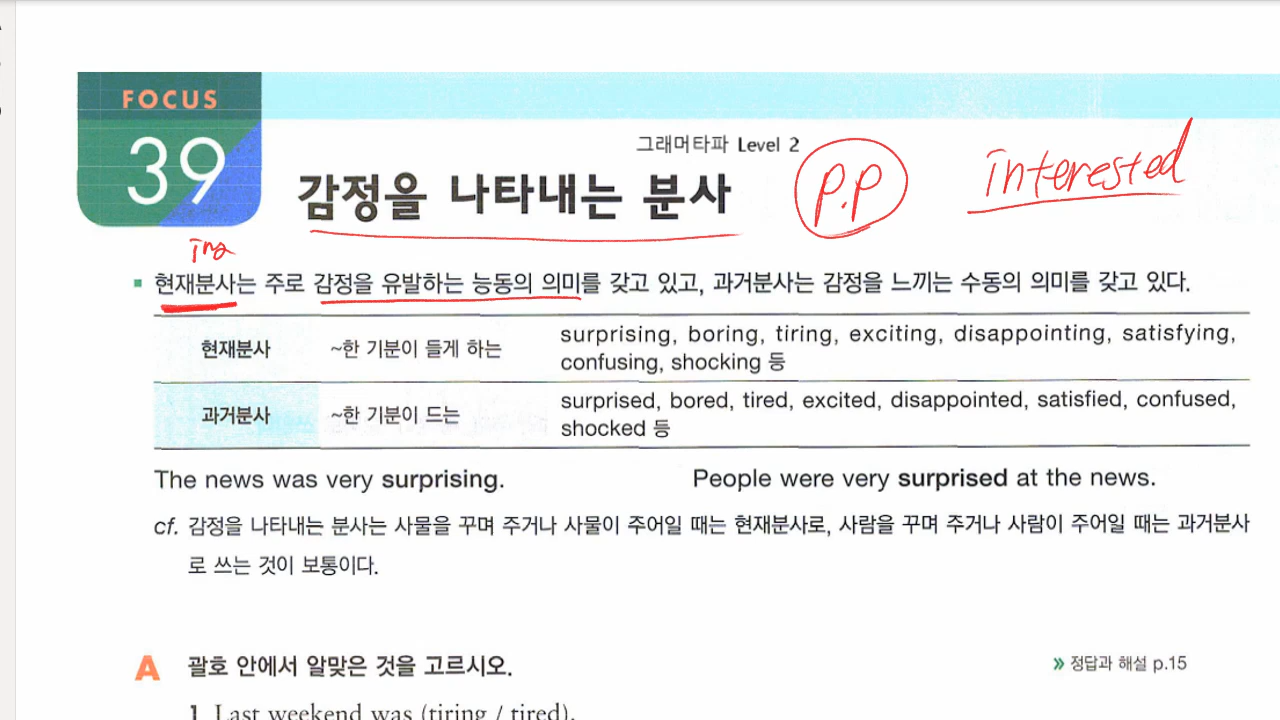 FOCUS
39
그래머타파 Level 2
감정을 나타내는 분사
p.p
interested
ing
현재분사는 주로 감정을 유발하는 능동의 의미를 갖고 있고, 과거분사는 감정을 느끼는 수동의 의미를 갖고 있다.
현재분사 ~한 기분이 들게 하는 surprising, boring, tiring, exciting, disappointing, satisfying,
confusing, shocking 등
과거분사 ~한 기분이 드는 surprised, bored, tired, excited, disappointed, satisfied, confused,
shocked 등
The news was very surprising. People were very surprised at the news.
cf. 감정을 나타내는 분사는 사물을 꾸며 주거나 사물이 주어일 때는 현재분사로, 사람을 꾸며 주거나 사람이 주어일 때는 과거분사
로 쓰는 것이 보통이다.
A 괄호 안에서 알맞은 것을 고르시오. » 정답과 해설 p.15
1 Last weekend was (tiring / tired).